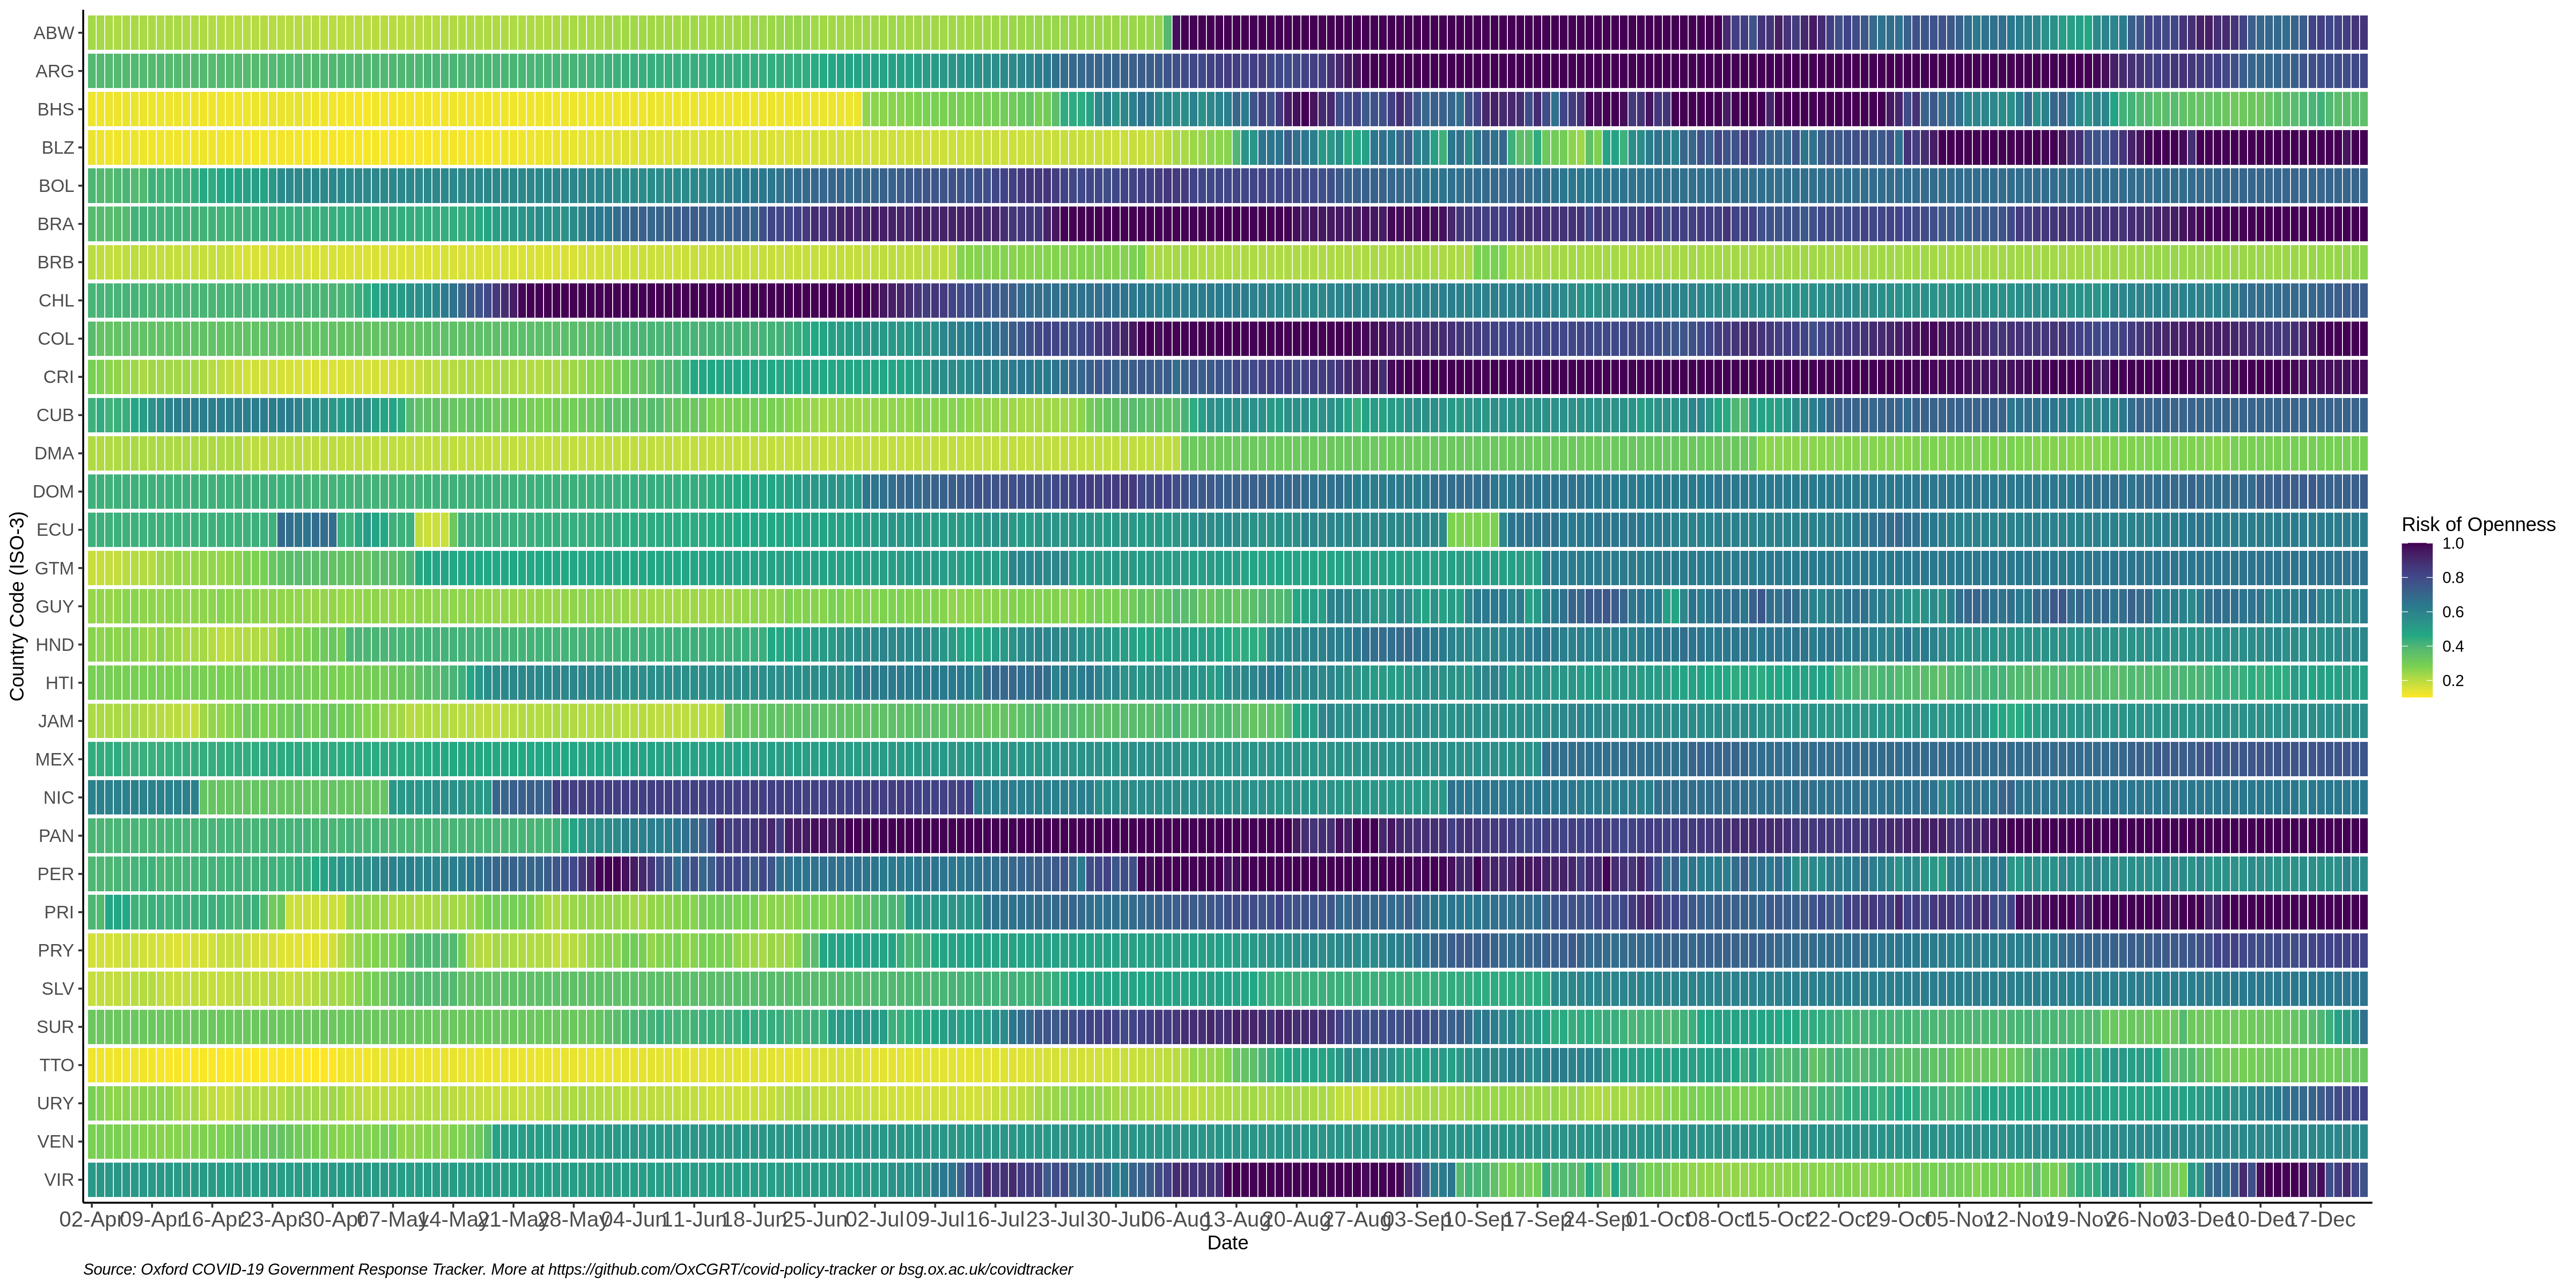 ABW
ARG
BHS
BLZ
BOL
BRA
BRB
CHL
COL
CRI
CUB
DMA
DOM
ECU
GTM
GUY
HND
HTI
JAM
MEX
NIC
PAN
PER
PRI
PRY
SLV
SUR
TTO
URY
VEN
VIR
Country Code (ISO-3)
Risk of Openness
1.0
0.8
0.6
0.4
0.2
02-Apr 09-Apr 16-Apr 23-Apr 30-Apr 07-May 14-May 21-May 28-May 04-Jun 11-Jun 18-Jun 25-Jun 02-Jul 09-Jul 16-Jul 23-Jul 30-Jul 06-Aug 13-Aug 20-Aug 27-Aug 03-Sep 10-Sep 17-Sep 24-Sep 01-Oct 08-Oct 15-Oct 22-Oct 29-Oct 05-Nov 12-Nov 19-Nov 26-Nov 03-Dec 10-Dec 17-Dec
Date
Source: Oxford COVID-19 Government Response Tracker. More at https://github.com/OxCGRT/covid-policy-tracker or bsg.ox.ac.uk/covidtracker